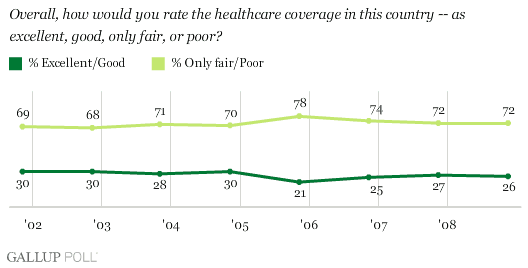 Overall, how would you rate the healthcare coverage in this country -- as
excellent, good, only fair, or poor?
% Excellent/Good % Only fair/Poor
69 68 71 70 78 74 72 72
30 30 28 30 21 25 27 26
'02 '03 '04 '05 '06 '07 '08
GALLUP POLL